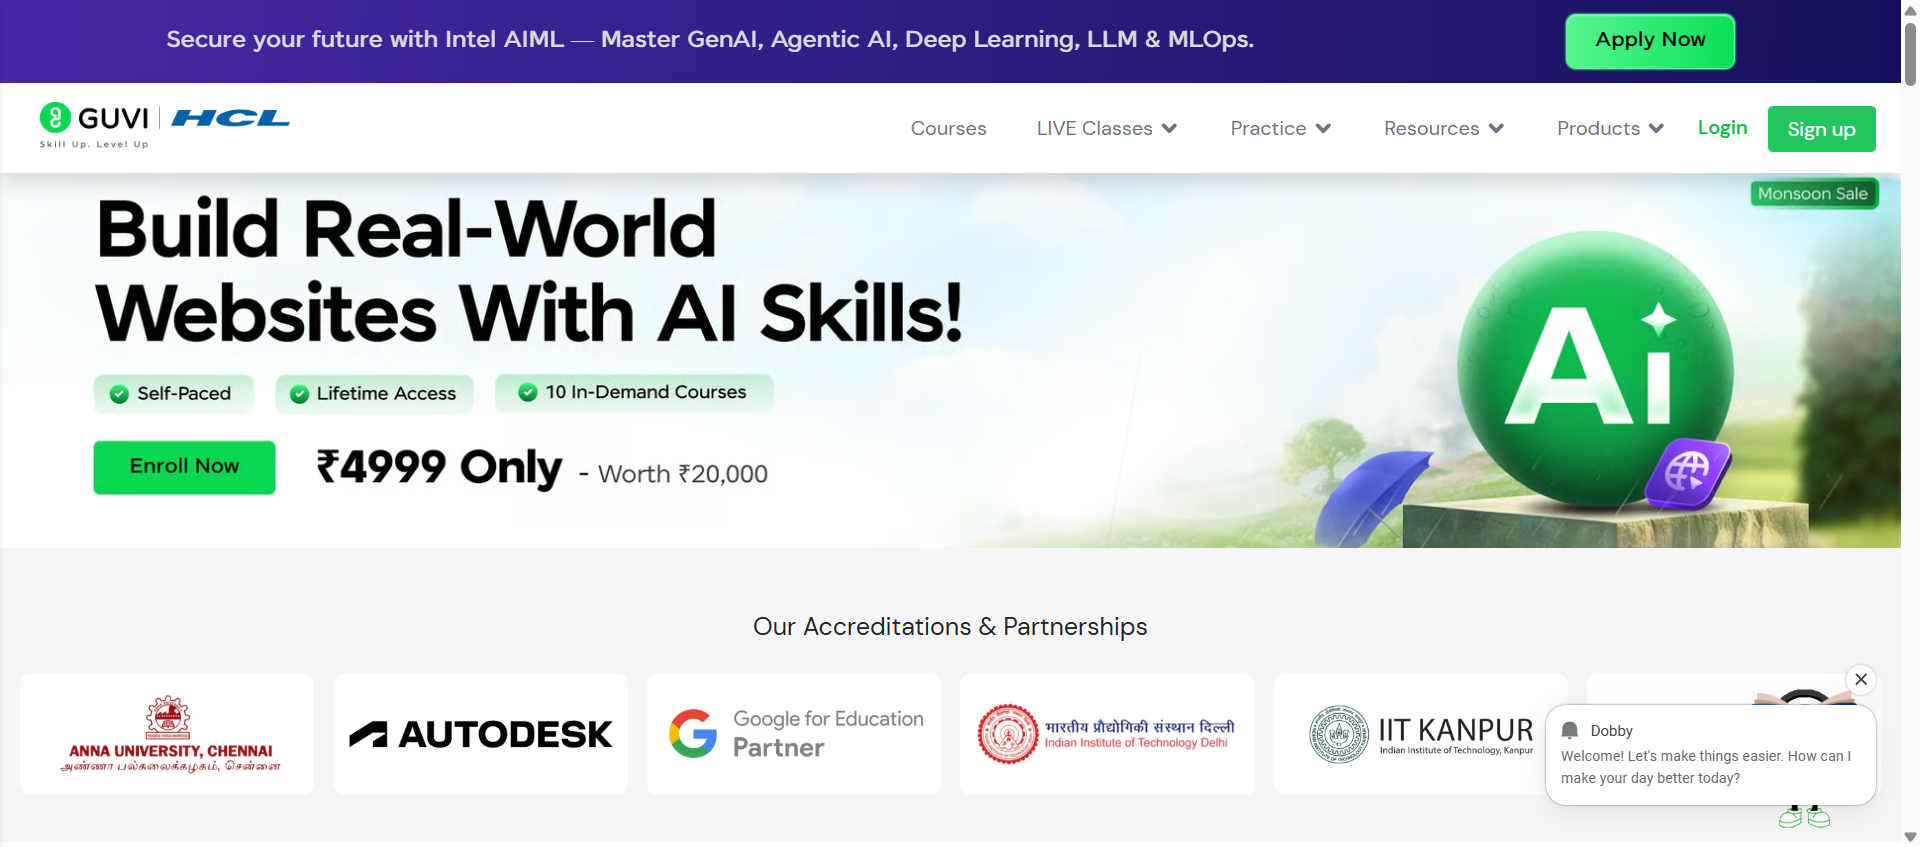 Secure your future with Intel AIML — Master GenAI, Agentic AI, Deep Learning, LLM & MLOps.
Apply Now
GUVI | HCL
Skill Up. Level Up
Courses
LIVE Classes
Practice
Resources
Products
Login
Sign up
Monsoon Sale
Build Real-World
Websites With AI Skills!
Self-Paced
Lifetime Access
10 In-Demand Courses
Enroll Now
₹4999 Only - Worth ₹20,000
Ai
Our Accreditations & Partnerships
ANNA UNIVERSITY, CHENNAI
அண்ணா பல்கலைக்கழகம், சென்னை
AUTODESK
Google for Education
Partner
भारतीय प्रौद्योगिकी संस्थान दिल्ली
Indian Institute of Technology Delhi
IIT KANPUR
Indian Institute of Technology, Kanpur
Dobby
Welcome! Let's make things easier. How can I
make your day better today?